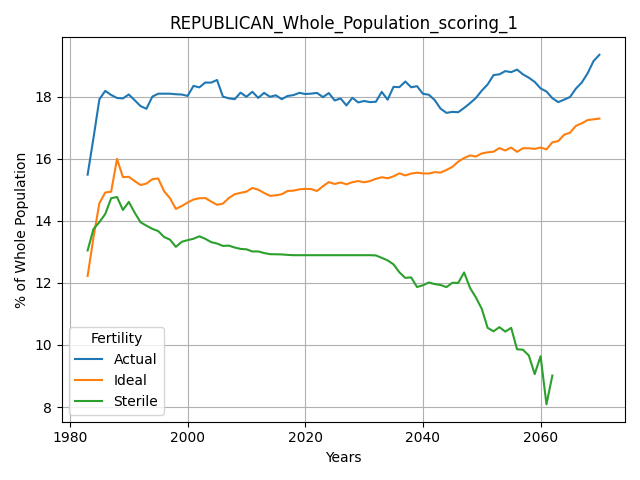 REPUBLICAN_Whole_Population_scoring_1
% of Whole Population
18
16
14
12
10
8
Fertility
Actual
Ideal
Sterile
1980 2000 2020 2040 2060
Years